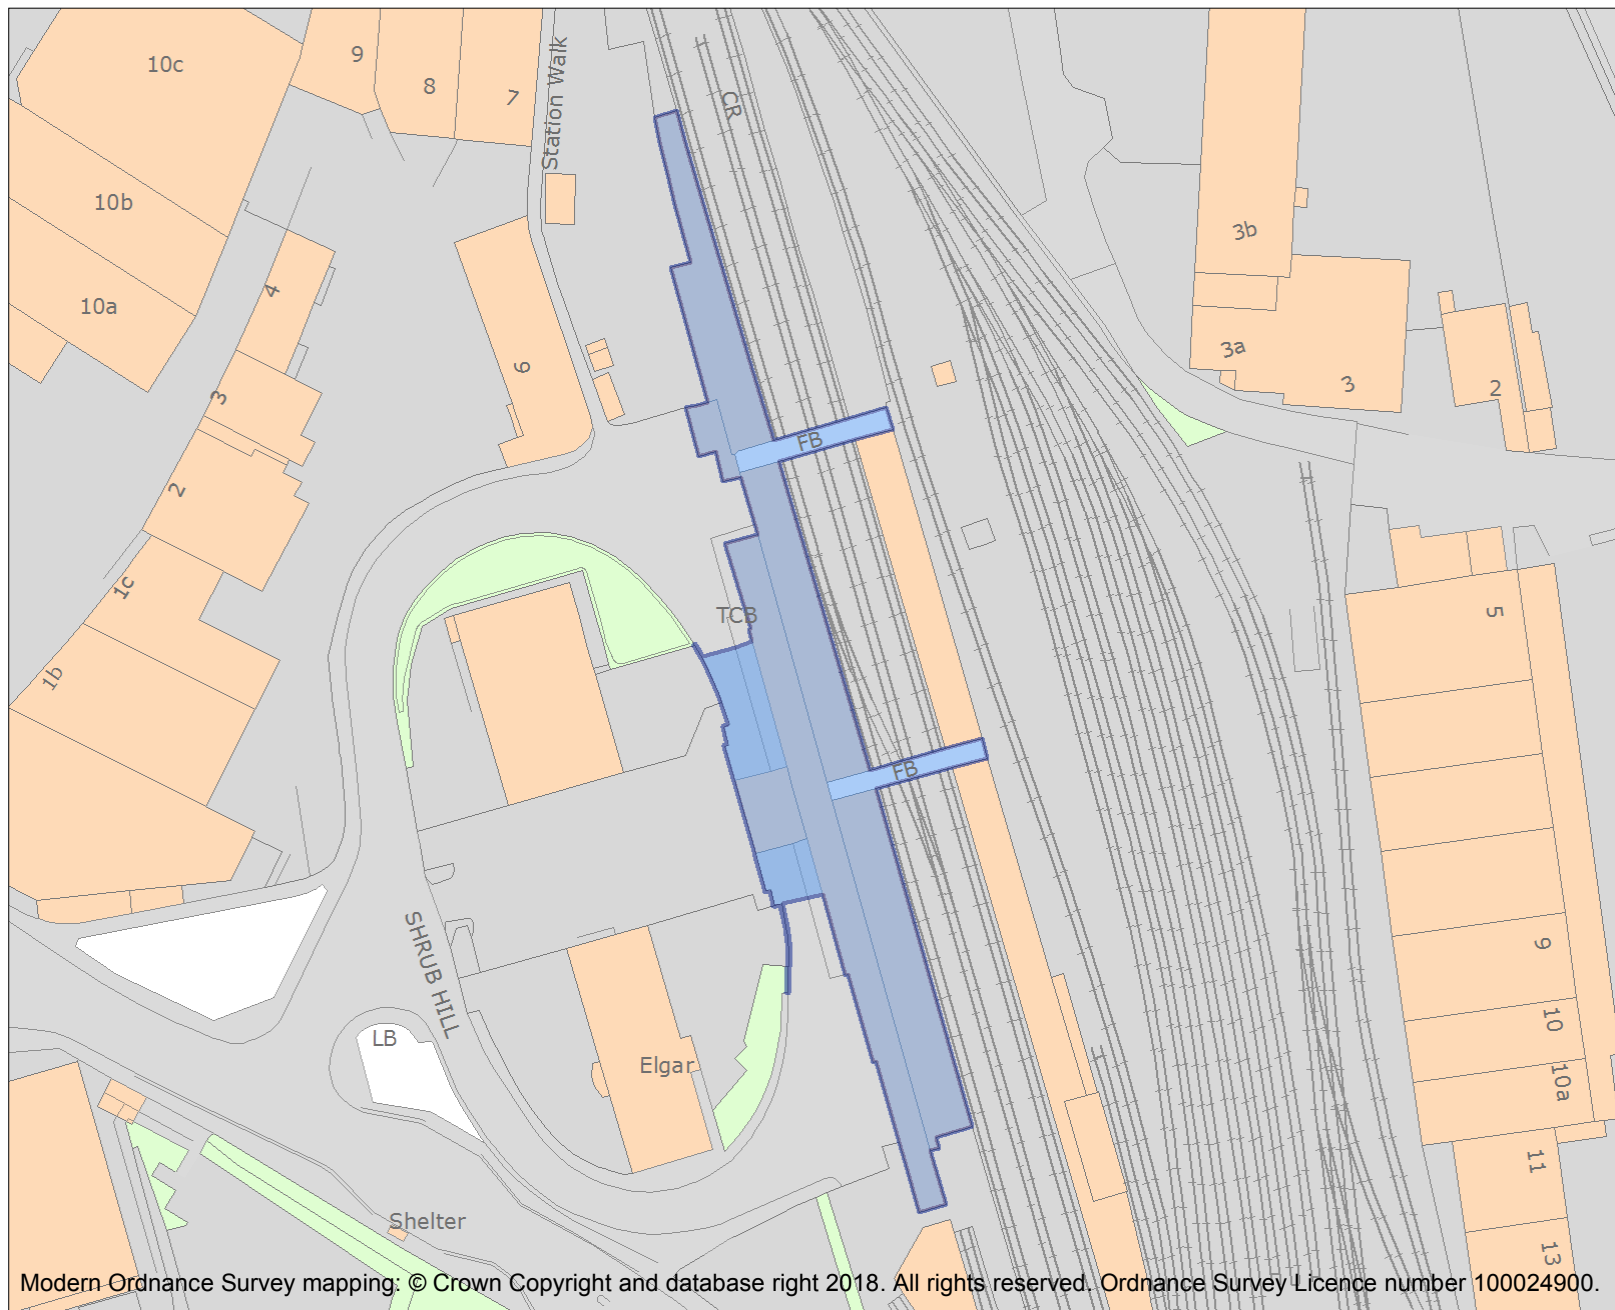 10c
9
8
7
Station Walk
CR
10b
3b
4
10a
3a
3
2
6
3
FB
2
1c
TCB
5
1b
FB
SHRUB HILL
9
10
LB
Elgar
10a
11
Shelter
13
Modern Ordnance Survey mapping: © Crown Copyright and database right 2018. All rights reserved. Ordnance Survey Licence number 100024900.